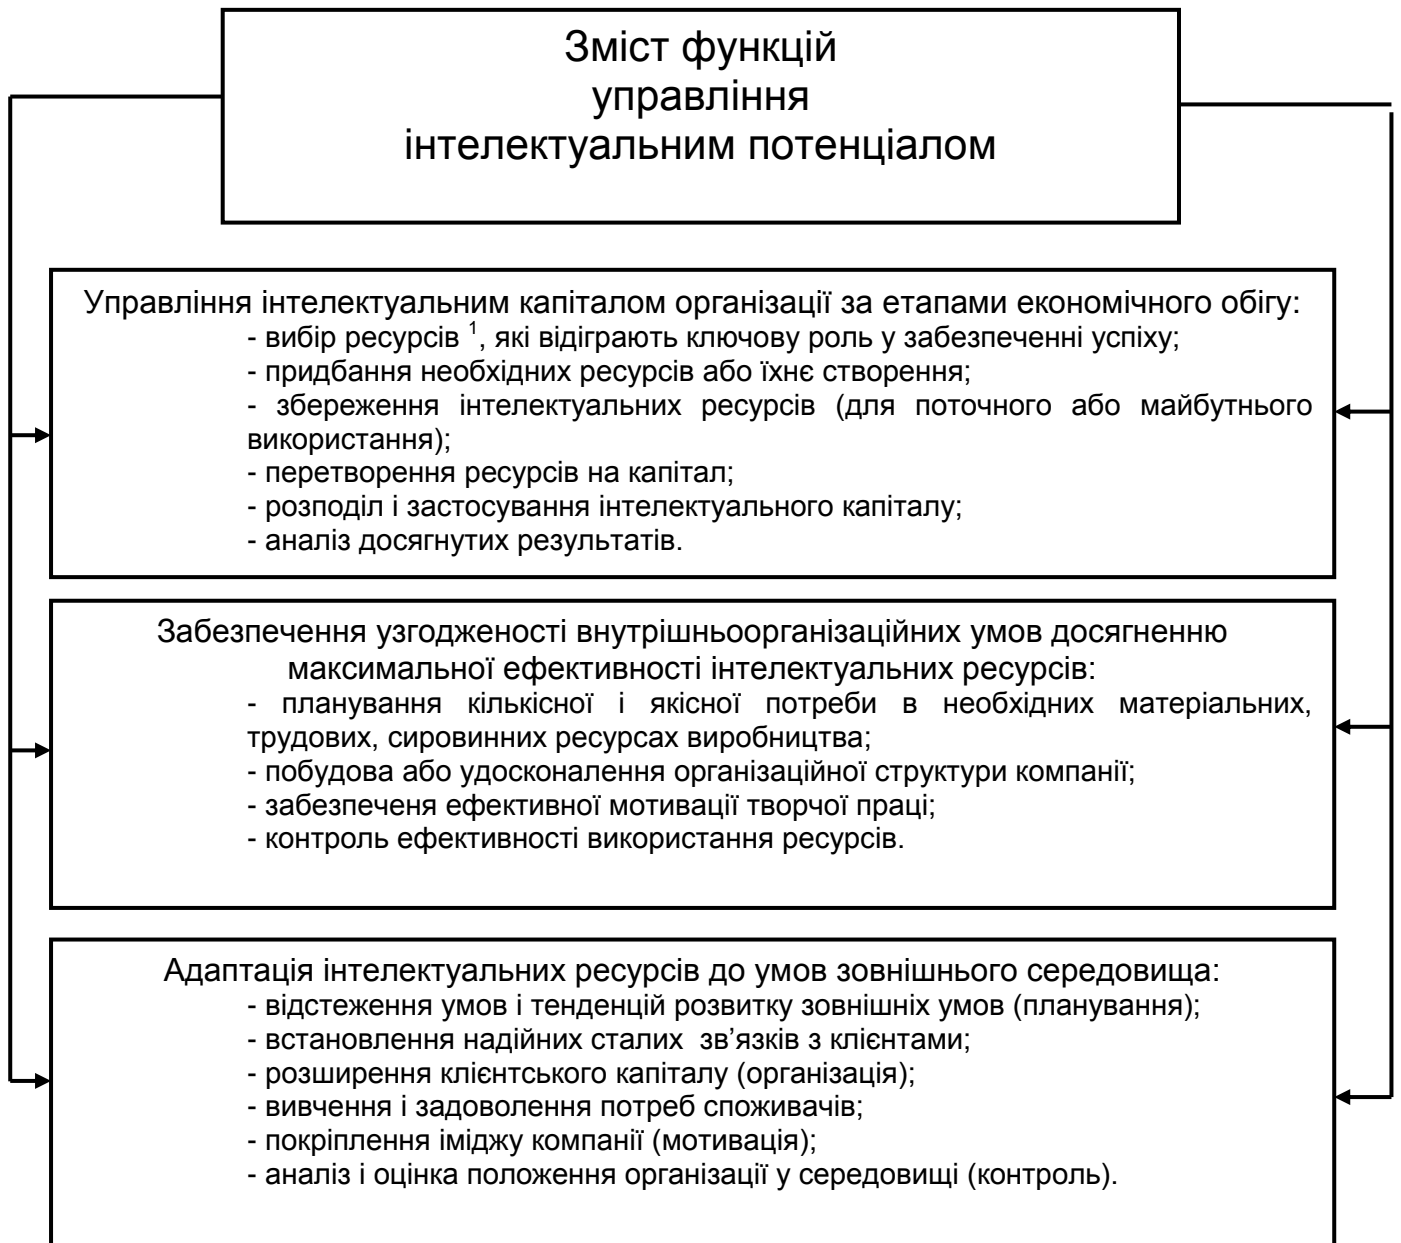 Зміст функцій
управління
інтелектуальним потенціалом
Управління інтелектуальним капіталом організації за етапами економічного обігу:
- вибір ресурсів ¹, які відіграють ключову роль у забезпеченні успіху;
- придбання необхідних ресурсів або їхнє створення;
- збереження інтелектуальних ресурсів (для поточного або майбутнього
використання);
- перетворення ресурсів на капітал;
- розподіл і застосування інтелектуального капіталу;
- аналіз досягнутих результатів.
Забезпечення узгодженості внутрішньоорганізаційних умов досягненню
максимальної ефективності інтелектуальних ресурсів:
- планування кількісної і якісної потреби в необхідних матеріальних,
трудових, сировинних ресурсах виробництва;
- побудова або удосконалення організаційної структури компанії;
- забезпеченя ефективної мотивації творчої праці;
- контроль ефективності використання ресурсів.
Адаптація інтелектуальних ресурсів до умов зовнішнього середовища:
- відстеження умов і тенденцій розвитку зовнішніх умов (планування);
- встановлення надійних сталих  зв’язків з клієнтами;
- розширення клієнтського капіталу (організація);
- вивчення і задоволення потреб споживачів;
- покріплення іміджу компанії (мотивація);
- аналіз і оцінка положення організації у середовищі (контроль).